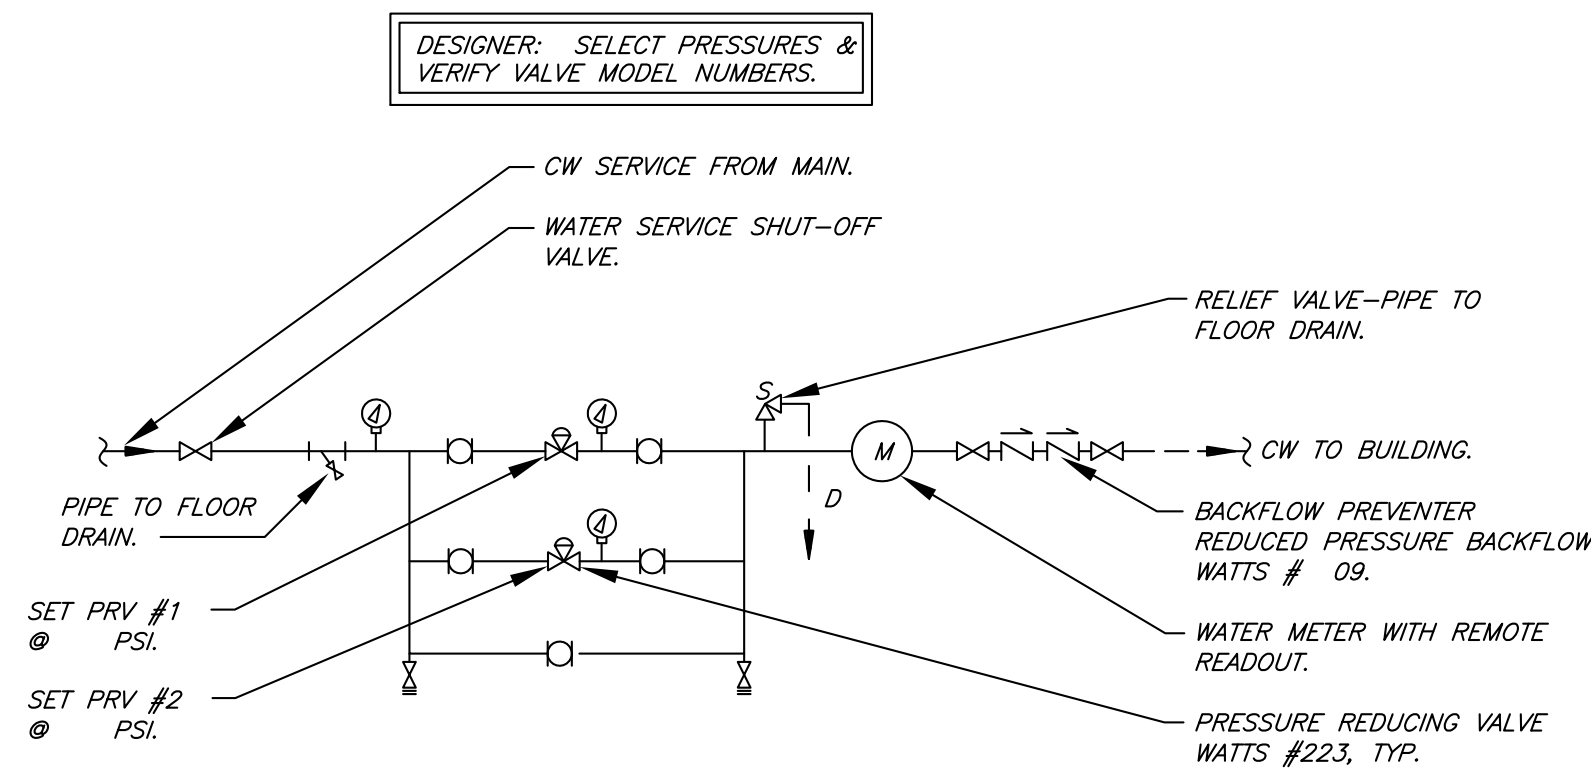 DESIGNER: SELECT PRESSURES &
VERIFY VALVE MODEL NUMBERS.
CW SERVICE FROM MAIN.
WATER SERVICE SHUT-OFF
VALVE.
RELIEF VALVE-PIPE TO
FLOOR DRAIN.
S
M
CW TO BUILDING.
PIPE TO FLOOR
DRAIN.
D
BACKFLOW PREVENTER
REDUCED PRESSURE BACKFLOW
WATTS # 09.
SET PRV #1
@ PSI.
WATER METER WITH REMOTE
READOUT.
SET PRV #2
@ PSI.
PRESSURE REDUCING VALVE
WATTS #223, TYP.